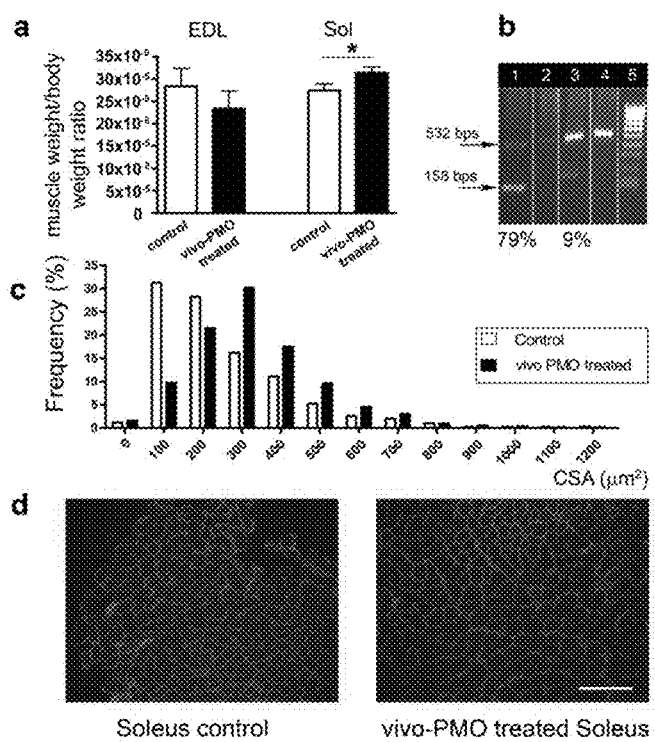 a
EDL
Sol
*
muscle weight/body
weight ratio
35x10⁻⁵
30x10⁻⁵
25x10⁻⁵
20x10⁻⁵
15x10⁻⁵
10x10⁻⁵
5x10⁻⁵
0
control
vivo-PMO
treated
control
vivo-PMO
treated
b
1 2 3 4 5
532 bps
158 bps
79% 9%
c
Frequency (%)
35
30
25
20
15
10
5
0
0 100 200 300 400 500 600 700 800 900 1000 1100 1200
CSA (µm²)
Control
vivo PMO treated
d
Soleus control
vivo-PMO treated Soleus